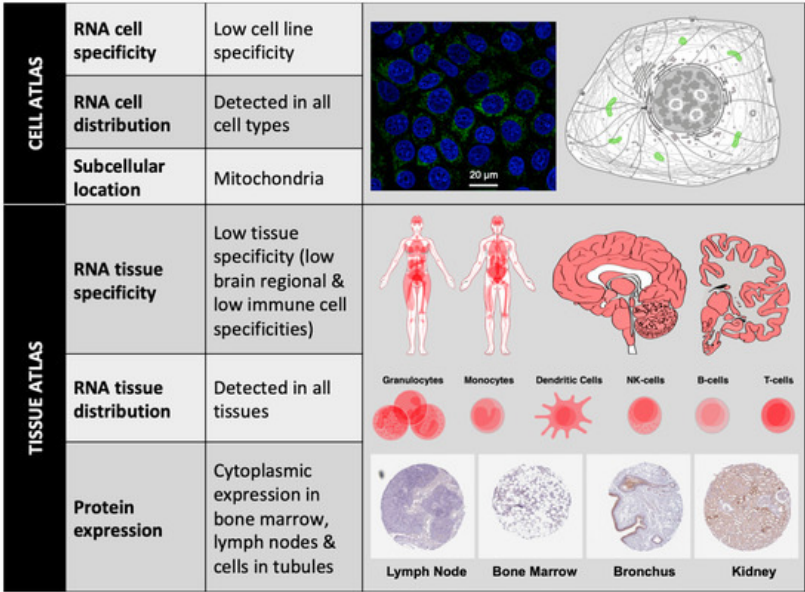 CELL ATLAS
RNA cell
specificity
Low cell line
specificity
RNA cell
distribution
Detected in all
cell types
Subcellular
location
Mitochondria
20 μm
TISSUE ATLAS
RNA tissue
specificity
Low tissue
specificity (low
brain regional &
low immune cell
specificities)
RNA tissue
distribution
Detected in all
tissues
Granulocytes Monocytes Dendritic Cells NK-cells B-cells T-cells
Protein
expression
Cytoplasmic
expression in
bone marrow,
lymph nodes &
cells in tubules
Lymph Node Bone Marrow Bronchus Kidney